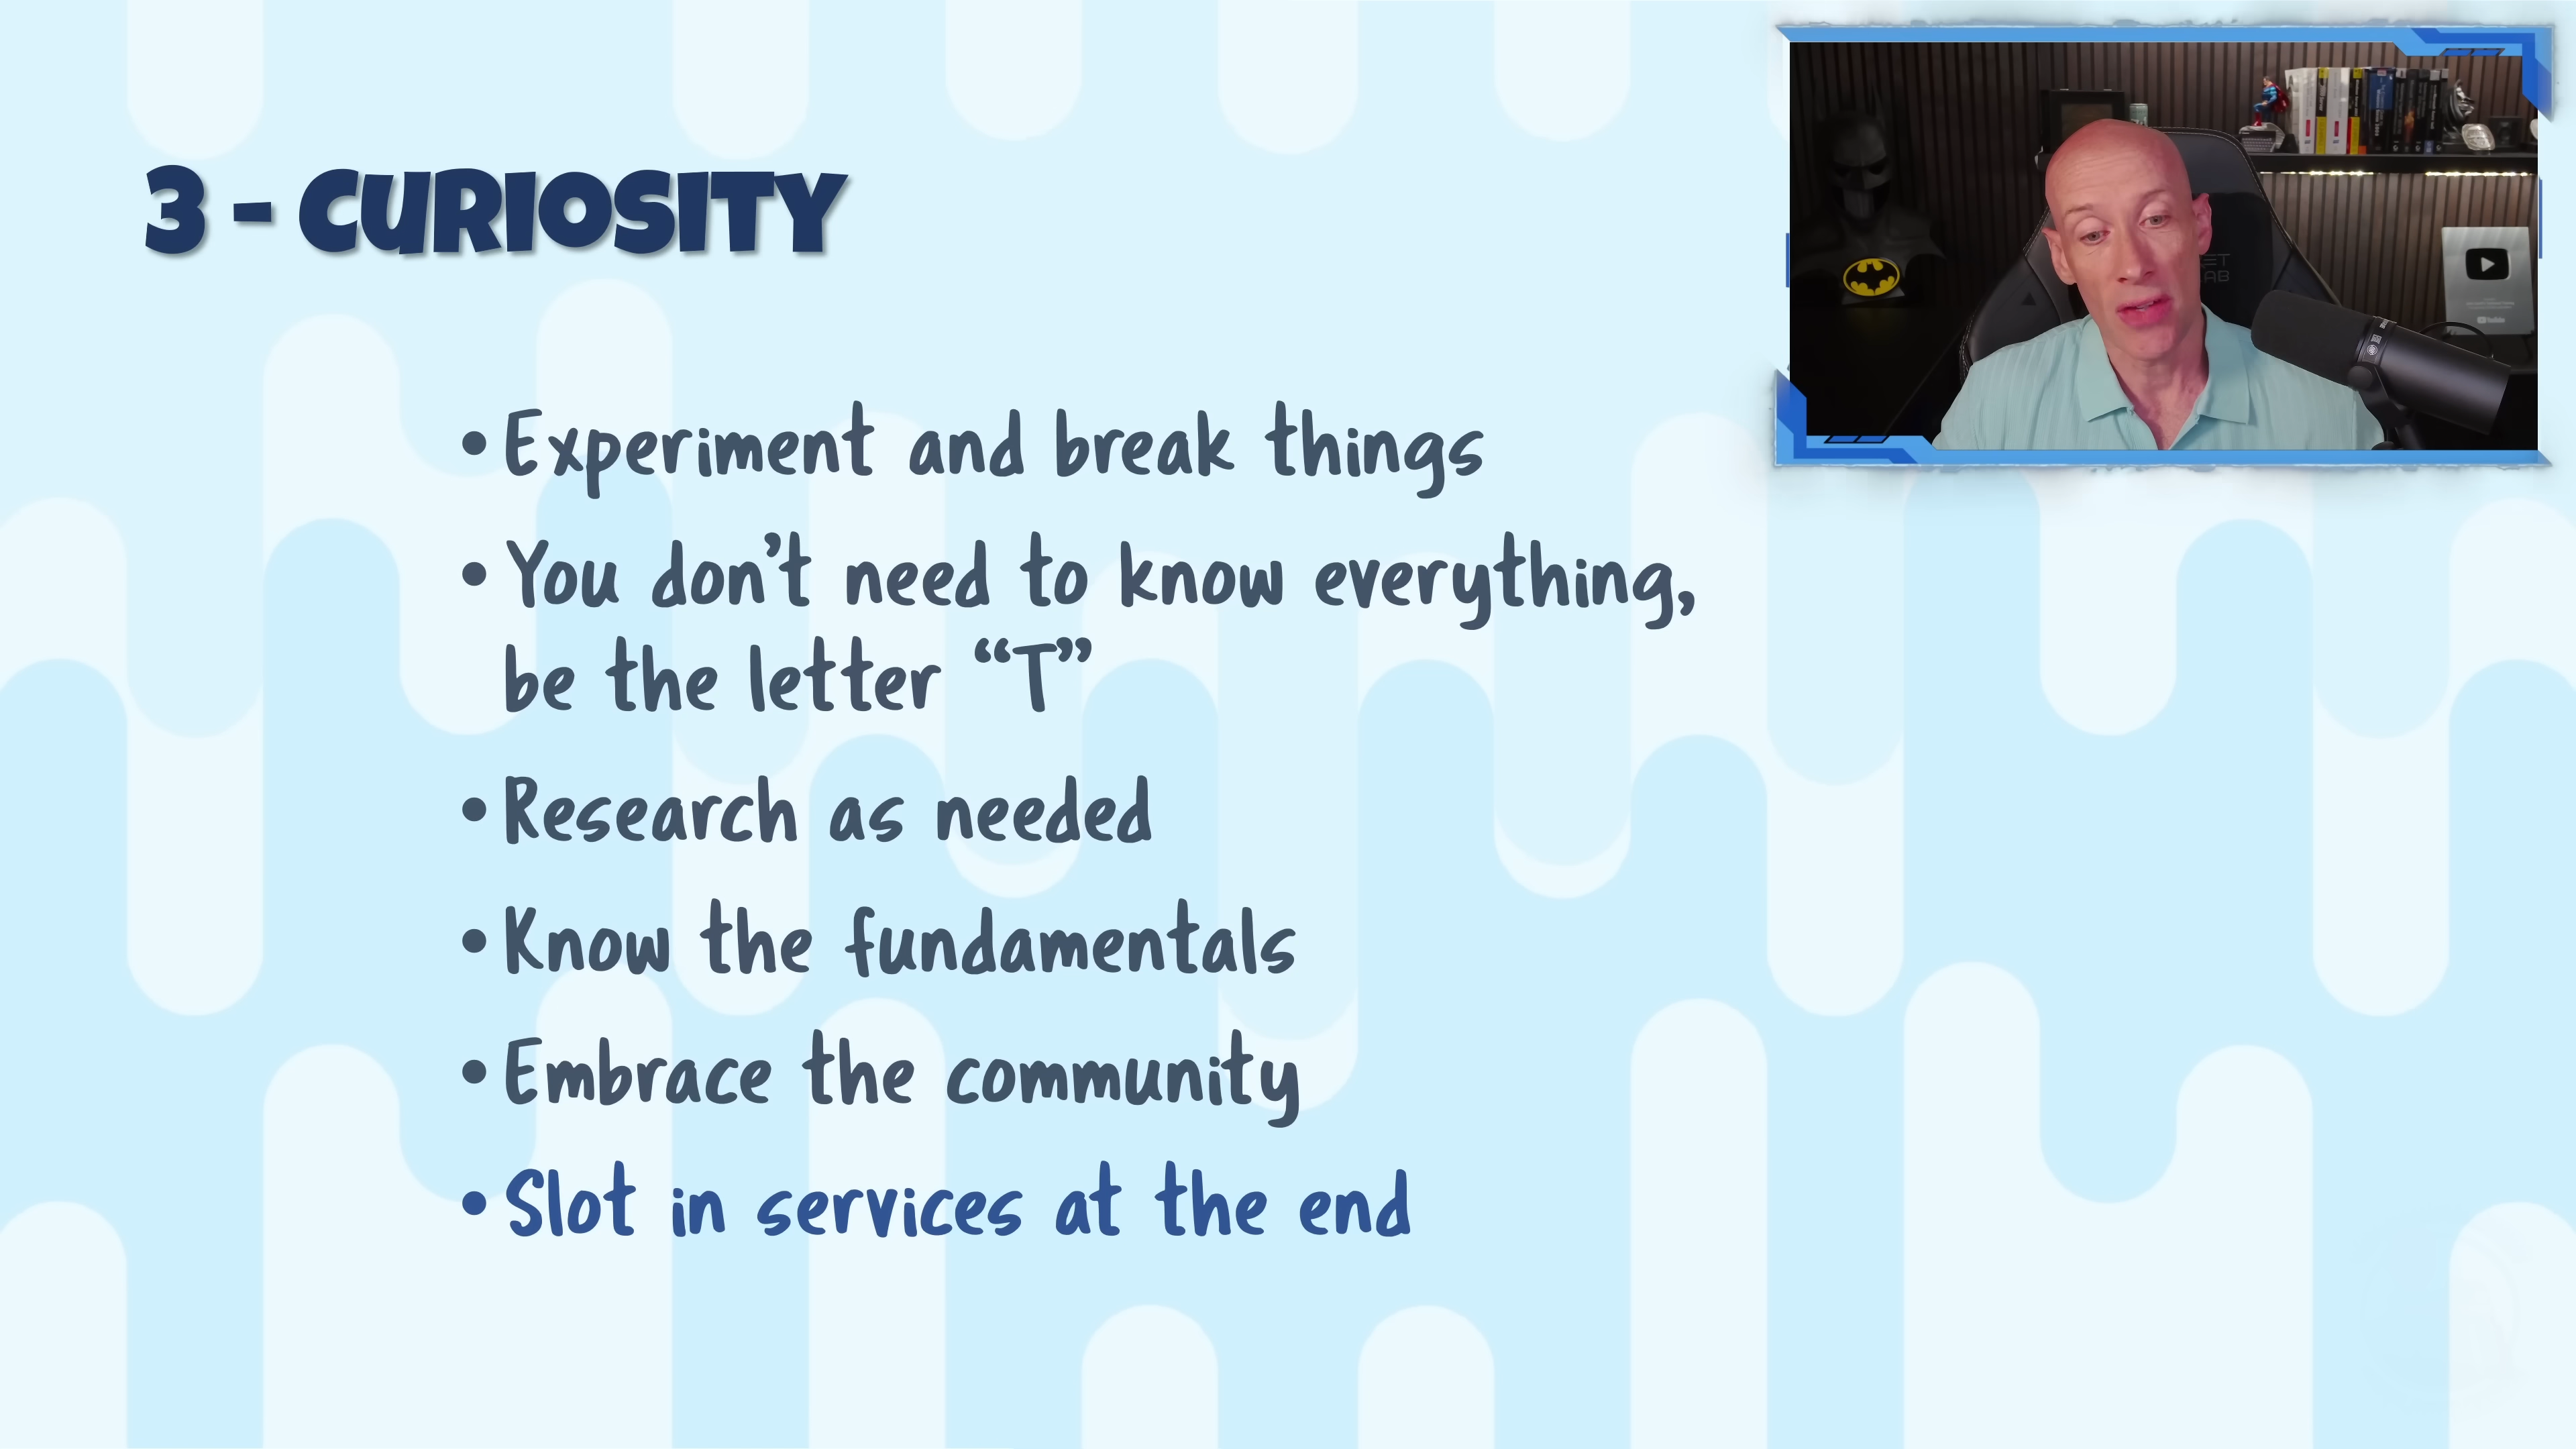 3 - CURIOSITY
• Experiment and break things
• You don’t need to know everything,
be the letter “T”
• Research as needed
• Know the fundamentals
• Embrace the community
• Slot in services at the end